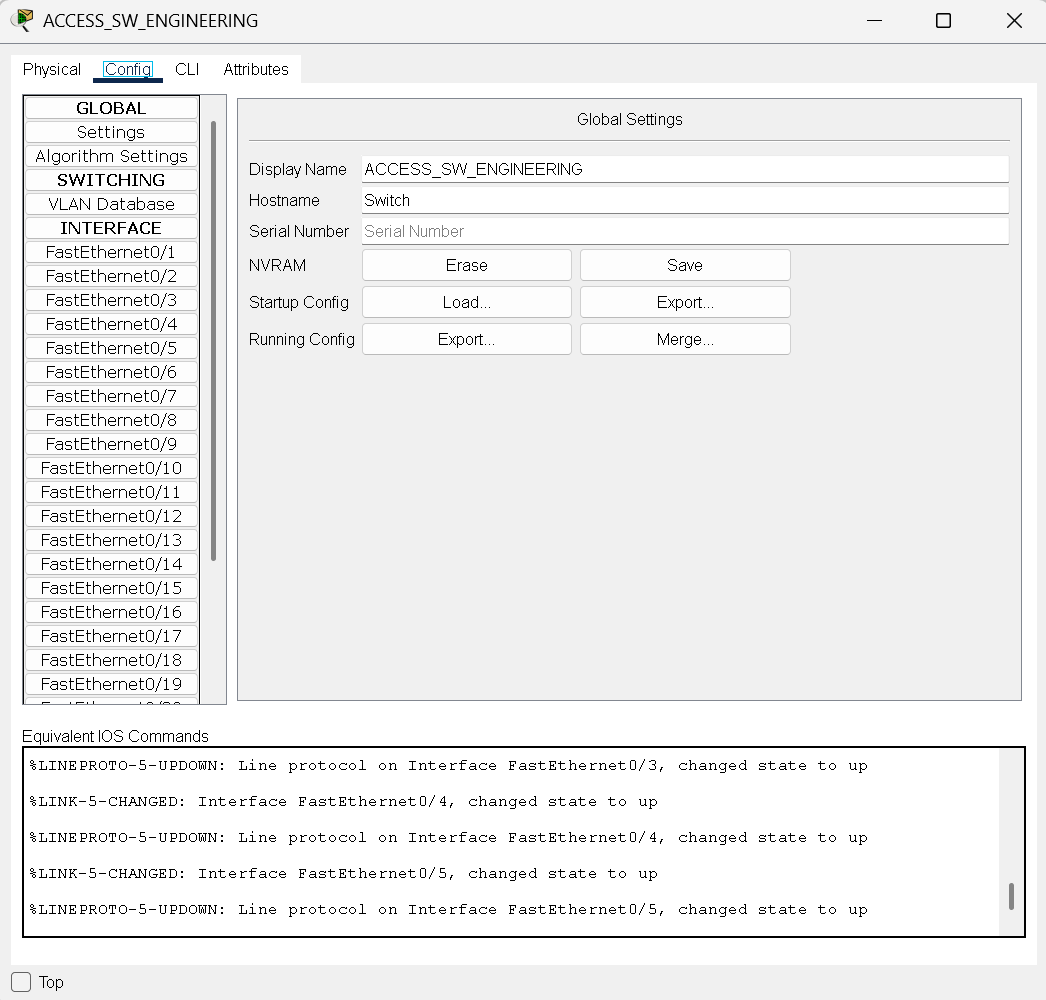 ACCESS_SW_ENGINEERING
Physical Config CLI Attributes
GLOBAL
Settings
Algorithm Settings
SWITCHING
VLAN Database
INTERFACE
FastEthernet0/1
FastEthernet0/2
FastEthernet0/3
FastEthernet0/4
FastEthernet0/5
FastEthernet0/6
FastEthernet0/7
FastEthernet0/8
FastEthernet0/9
FastEthernet0/10
FastEthernet0/11
FastEthernet0/12
FastEthernet0/13
FastEthernet0/14
FastEthernet0/15
FastEthernet0/16
FastEthernet0/17
FastEthernet0/18
FastEthernet0/19
Global Settings
Display Name ACCESS_SW_ENGINEERING
Hostname Switch
Serial Number Serial Number
NVRAM Erase Save
Startup Config Load... Export...
Running Config Export... Merge...
Equivalent IOS Commands
%LINEPROTO-5-UPDOWN: Line protocol on Interface FastEthernet0/3, changed state to up
%LINK-5-CHANGED: Interface FastEthernet0/4, changed state to up
%LINEPROTO-5-UPDOWN: Line protocol on Interface FastEthernet0/4, changed state to up
%LINK-5-CHANGED: Interface FastEthernet0/5, changed state to up
%LINEPROTO-5-UPDOWN: Line protocol on Interface FastEthernet0/5, changed state to up
Top